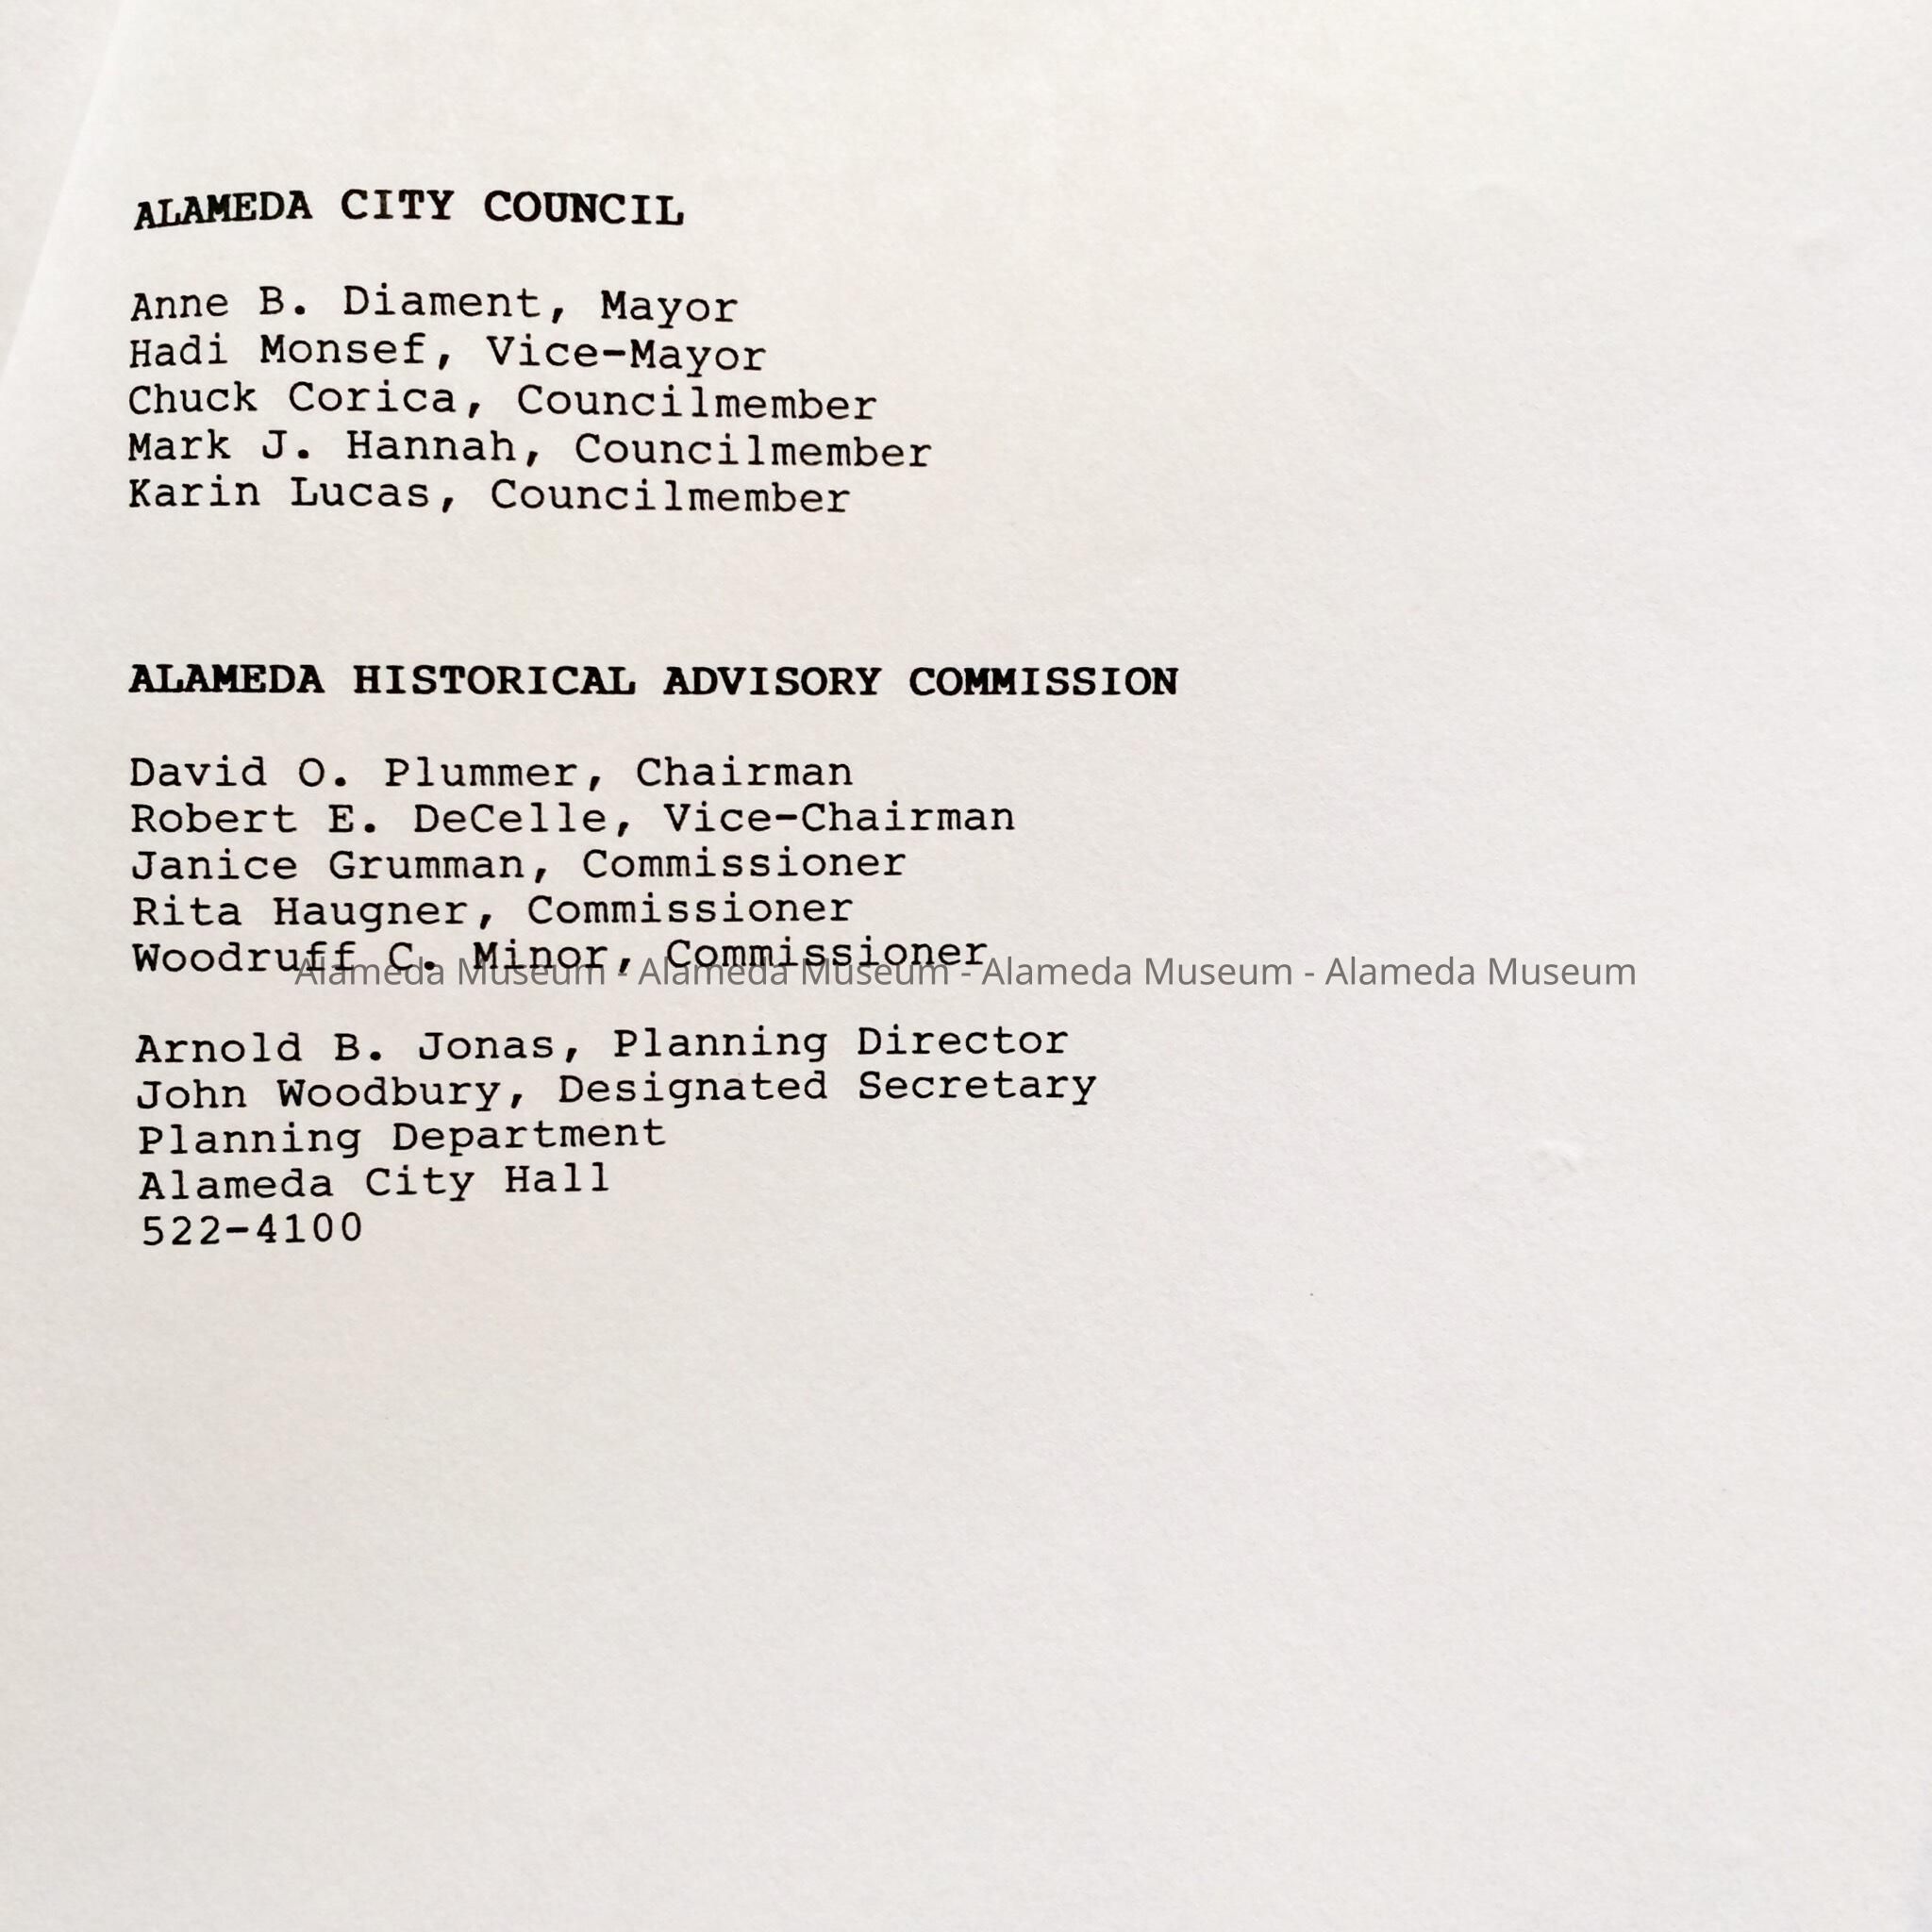 ALAMEDA CITY COUNCIL
Anne B. Diament, Mayor
Hadi Monsef, Vice-Mayor
Chuck Corica, Councilmember
Mark J. Hannah, Councilmember
Karin Lucas, Councilmember
ALAMEDA HISTORICAL ADVISORY COMMISSION
David O. Plummer, Chairman
Robert E. DeCelle, Vice-Chairman
Janice Grumman, Commissioner
Rita Haugner, Commissioner
Woodruff C. Minor, Commissioner
Alameda Museum - Alameda Museum - Alameda Museum - Alameda Museum
Arnold B. Jonas, Planning Director
John Woodbury, Designated Secretary
Planning Department
Alameda City Hall
522-4100